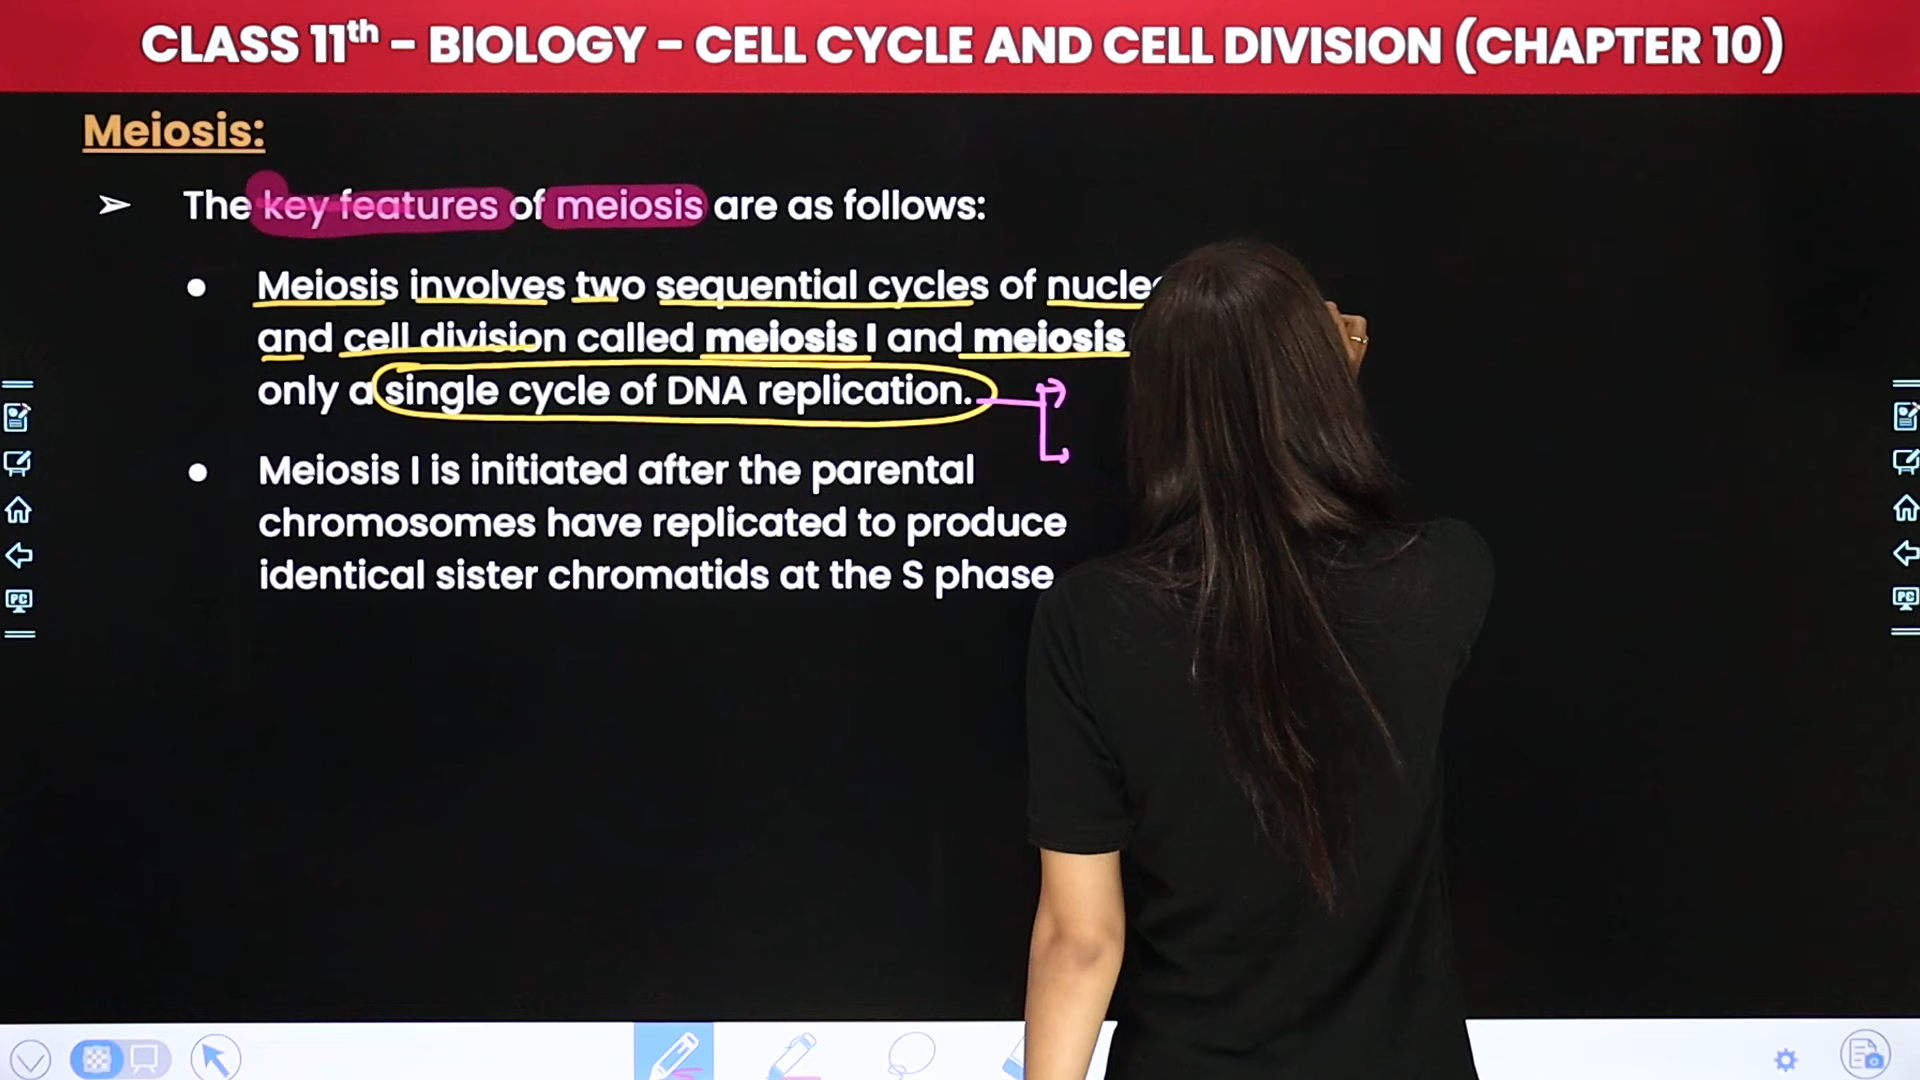 CLASS 11th - BIOLOGY - CELL CYCLE AND CELL DIVISION (CHAPTER 10)
Meiosis:
➤ The key features of meiosis are as follows:
● Meiosis involves two sequential cycles of
and cell division called meiosis I and meiosis
only a single cycle of DNA replication.
● Meiosis I is initiated after the parental
chromosomes have replicated to produce
identical sister chromatids at the S phase
PC
PC